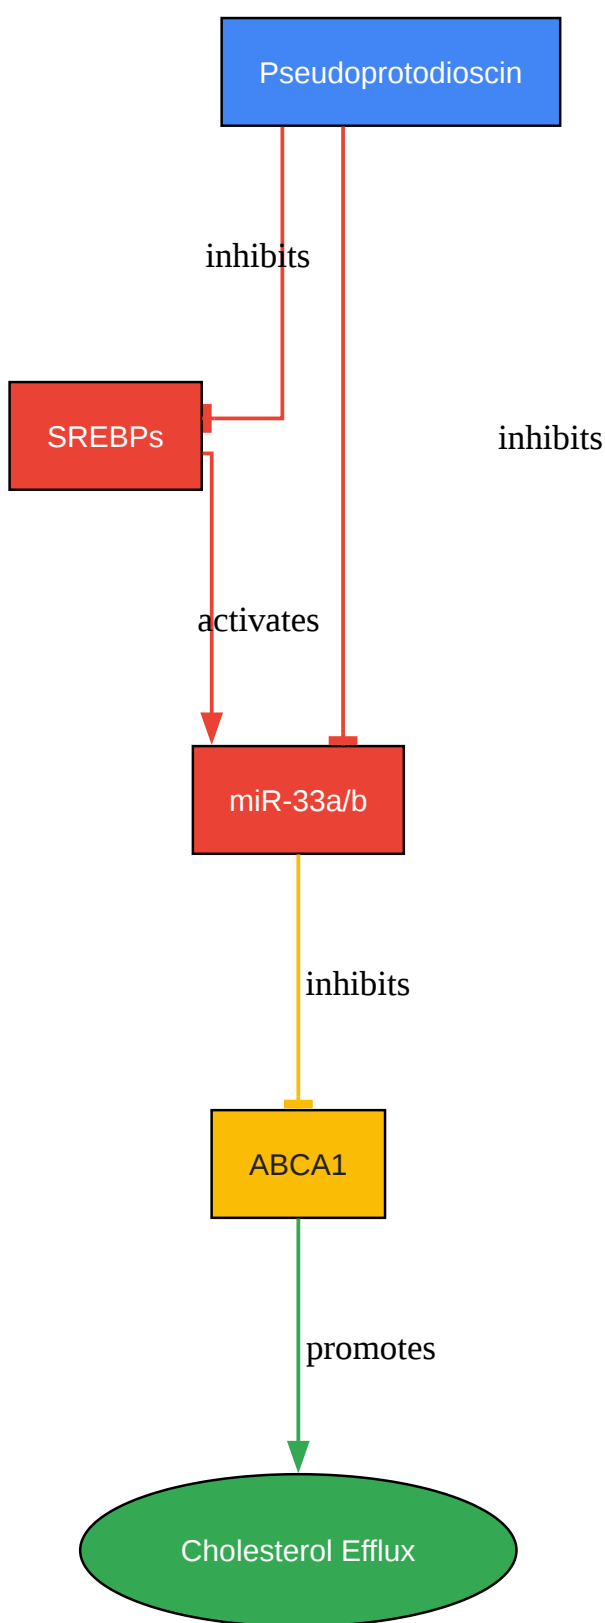 Pseudoprotodioscin
inhibits
SREBPs
inhibits
activates
miR-33a/b
inhibits
ABCA1
promotes
Cholesterol Efflux